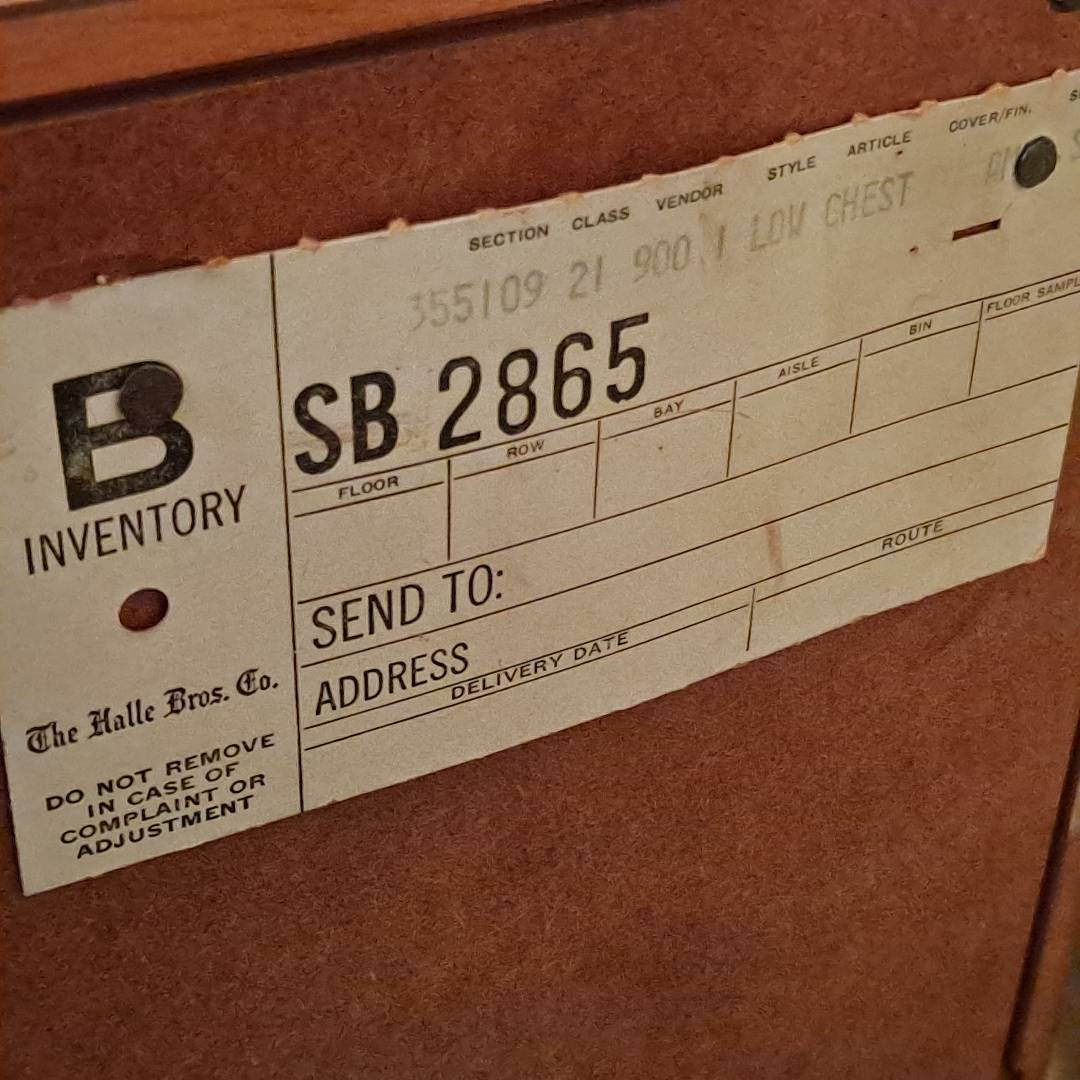 SECTION CLASS VENDOR STYLE ARTICLE COVER/FIN.
355109 21 900 1 LOW CHEST
B
INVENTORY
SB 2865
FLOOR ROW BAY AISLE BIN FLOOR SAMPL
SEND TO:
ADDRESS
DELIVERY DATE ROUTE
The Halle Bros. Co.
DO NOT REMOVE
IN CASE OF
COMPLAINT OR
ADJUSTMENT